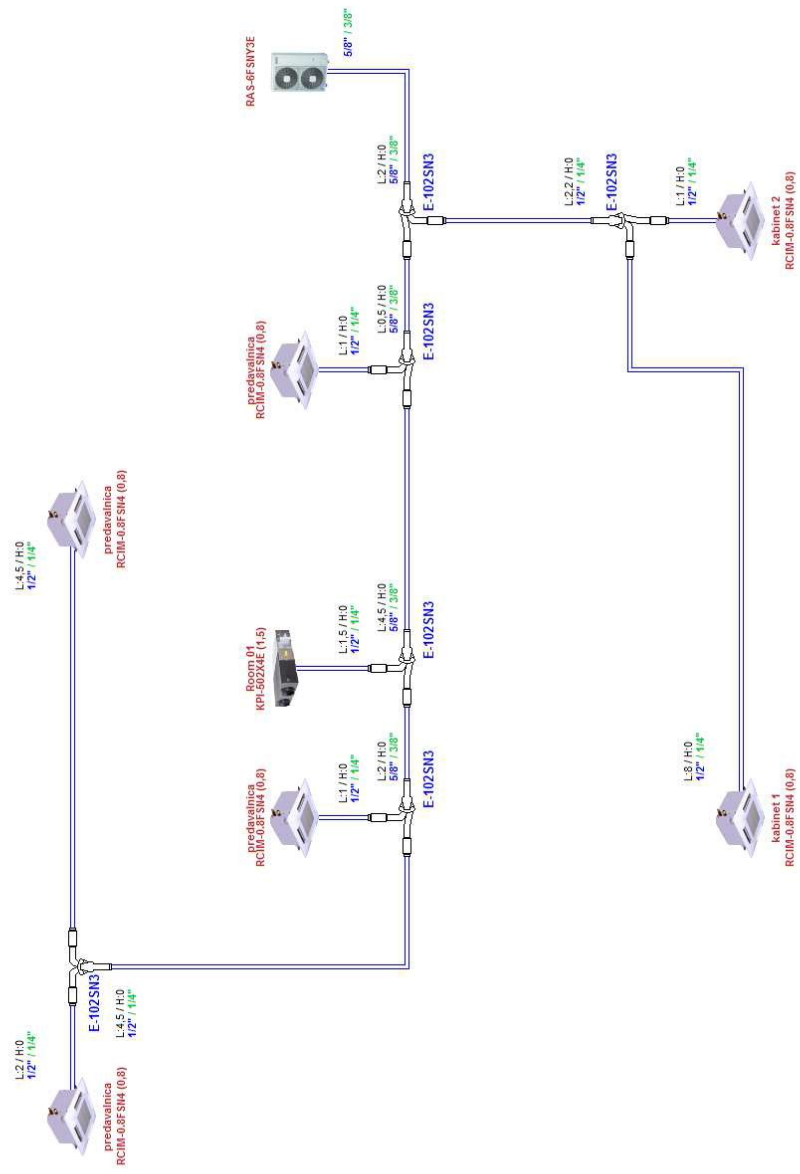 RAS-6FSNY3E
5/8" / 3/8"
L:2 / H:0
5/8" / 3/8"
E-102SN3
L:2,2 / H:0
1/2" / 1/4"
E-102SN3
L:1 / H:0
1/2" / 1/4"
kabinet 2
RCIM-0.8FSN4 (0,8)
predavalnica
RCIM-0.8FSN4 (0,8)
L:1 / H:0
1/2" / 1/4"
L:0,5 / H:0
5/8" / 3/8"
E-102SN3
L:4,5 / H:0
1/2" / 1/4"
predavalnica
RCIM-0.8FSN4 (0,8)
Room 01
KPI-502X4E (1,5)
L:1,5 / H:0
1/2" / 1/4"
L:4,5 / H:0
5/8" / 3/8"
E-102SN3
predavalnica
RCIM-0.8FSN4 (0,8)
L:1 / H:0
1/2" / 1/4"
L:2 / H:0
5/8" / 3/8"
E-102SN3
L:8 / H:0
1/2" / 1/4"
kabinet 1
RCIM-0.8FSN4 (0,8)
E-102SN3
L:4,5 / H:0
1/2" / 1/4"
L:2 / H:0
1/2" / 1/4"
predavalnica
RCIM-0.8FSN4 (0,8)